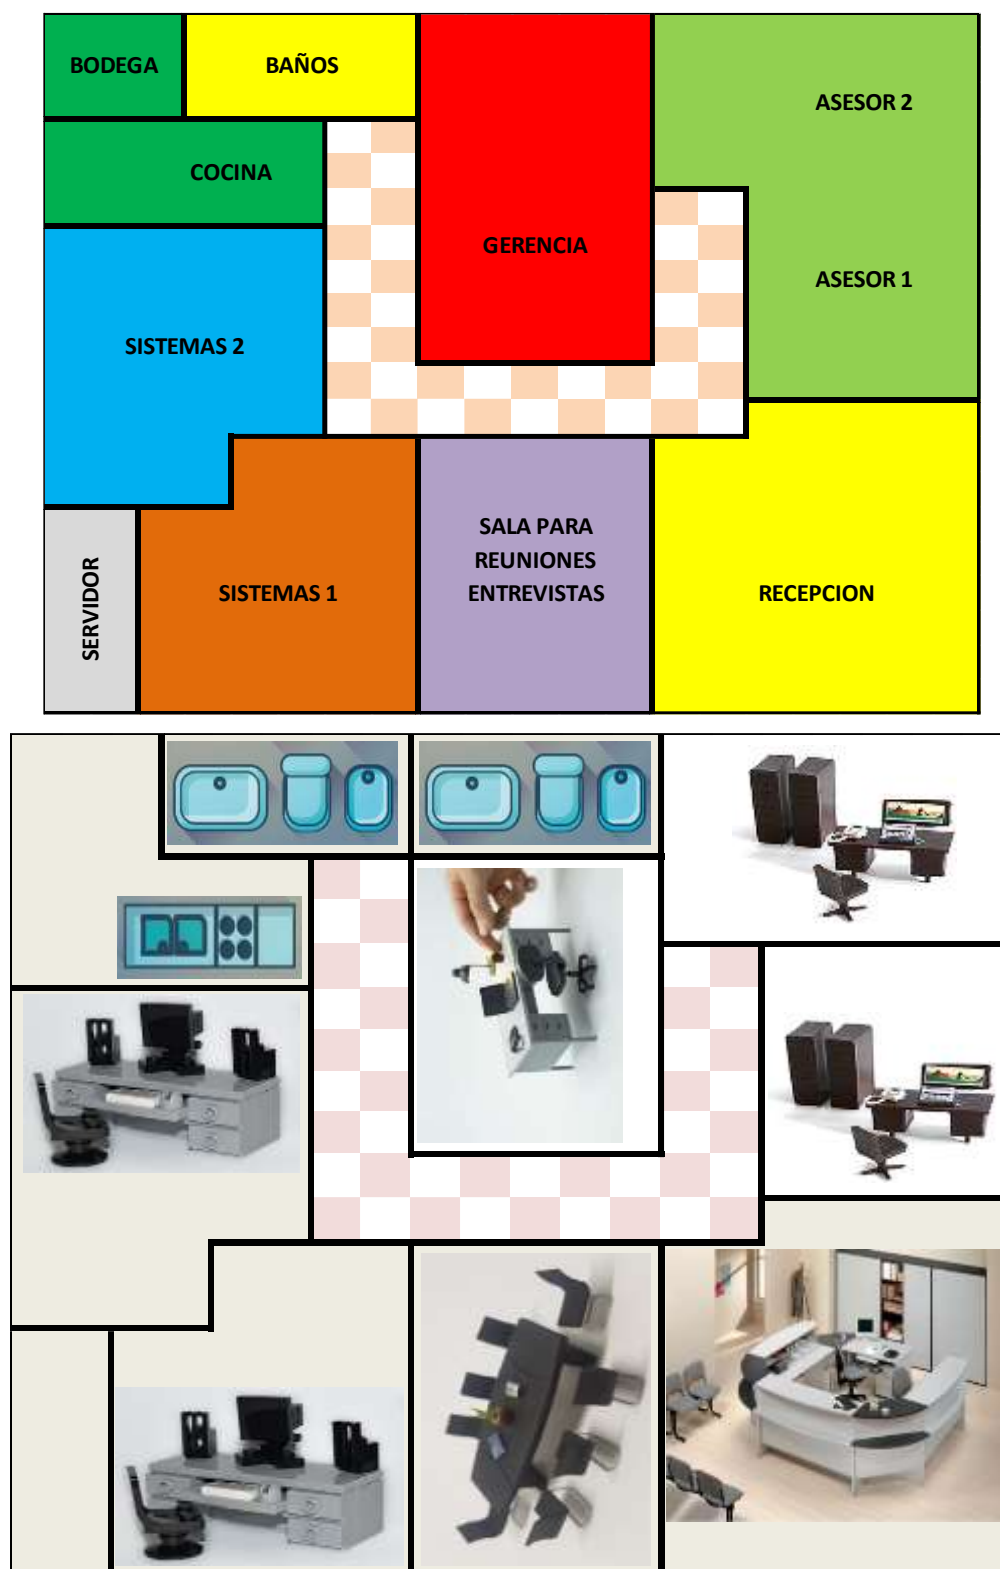 BODEGA
BAÑOS
ASESOR 2
COCINA
GERENCIA
ASESOR 1
SISTEMAS 2
SALA PARA
REUNIONES
ENTREVISTAS
SERVIDOR
SISTEMAS 1
RECEPCION